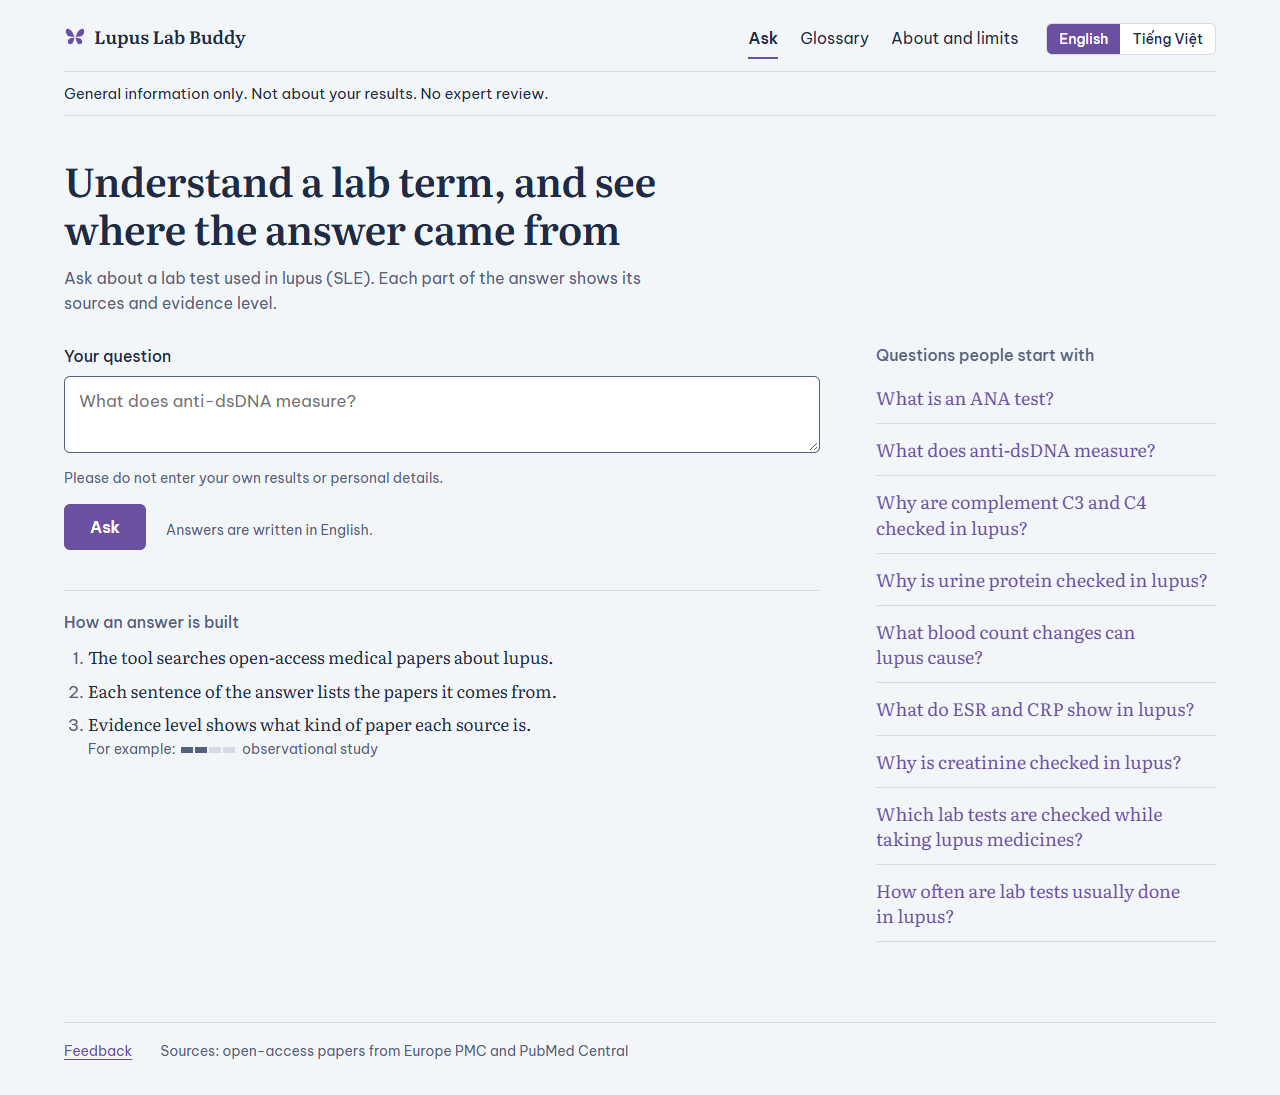 Lupus Lab Buddy
Ask Glossary About and limits English Tiếng Việt
General information only. Not about your results. No expert review.
Understand a lab term, and see
where the answer came from
Ask about a lab test used in lupus (SLE). Each part of the answer shows its
sources and evidence level.
Your question
What does anti-dsDNA measure?
Please do not enter your own results or personal details.
Ask
Answers are written in English.
How an answer is built
1. The tool searches open-access medical papers about lupus.
2. Each sentence of the answer lists the papers it comes from.
3. Evidence level shows what kind of paper each source is.
For example: observational study
Questions people start with
What is an ANA test?
What does anti-dsDNA measure?
Why are complement C3 and C4
checked in lupus?
Why is urine protein checked in lupus?
What blood count changes can
lupus cause?
What do ESR and CRP show in lupus?
Why is creatinine checked in lupus?
Which lab tests are checked while
taking lupus medicines?
How often are lab tests usually done
in lupus?
Feedback
Sources: open-access papers from Europe PMC and PubMed Central